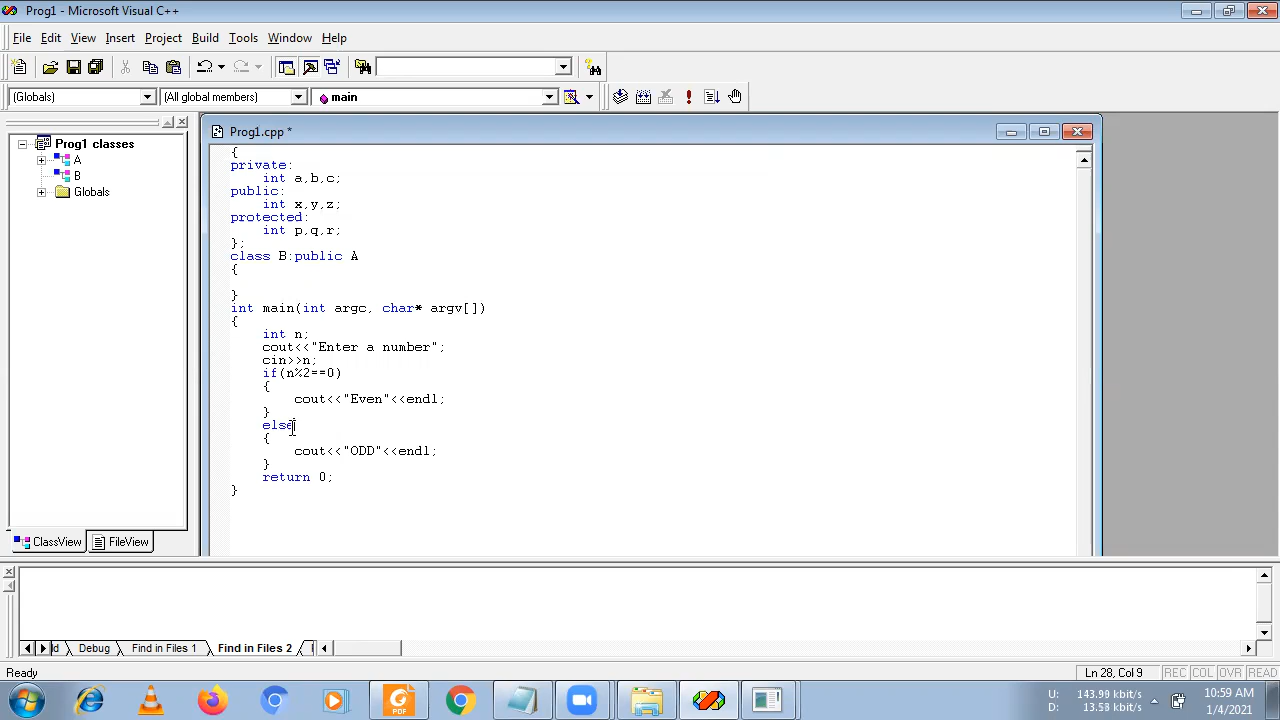 Prog1 - Microsoft Visual C++
File Edit View Insert Project Build Tools Window Help
(Globals) (All global members) main
Prog1 classes
A
B
Globals
ClassView FileView
Prog1.cpp *
{
private:
int a,b,c;
public:
int x,y,z;
protected:
int p,q,r;
};
class B:public A
{
}
int main(int argc, char* argv[])
{
int n;
cout<<"Enter a number";
cin>>n;
if(n%2==0)
{
cout<<"Even"<<endl;
}
else
{
cout<<"ODD"<<endl;
}
return 0;
}
d Debug Find in Files 1 Find in Files 2
Ready Ln 28, Col 9 REC COL OVR READ
PDF
U: 143.99 kbit/s
D: 13.53 kbit/s
10:59 AM
1/4/2021